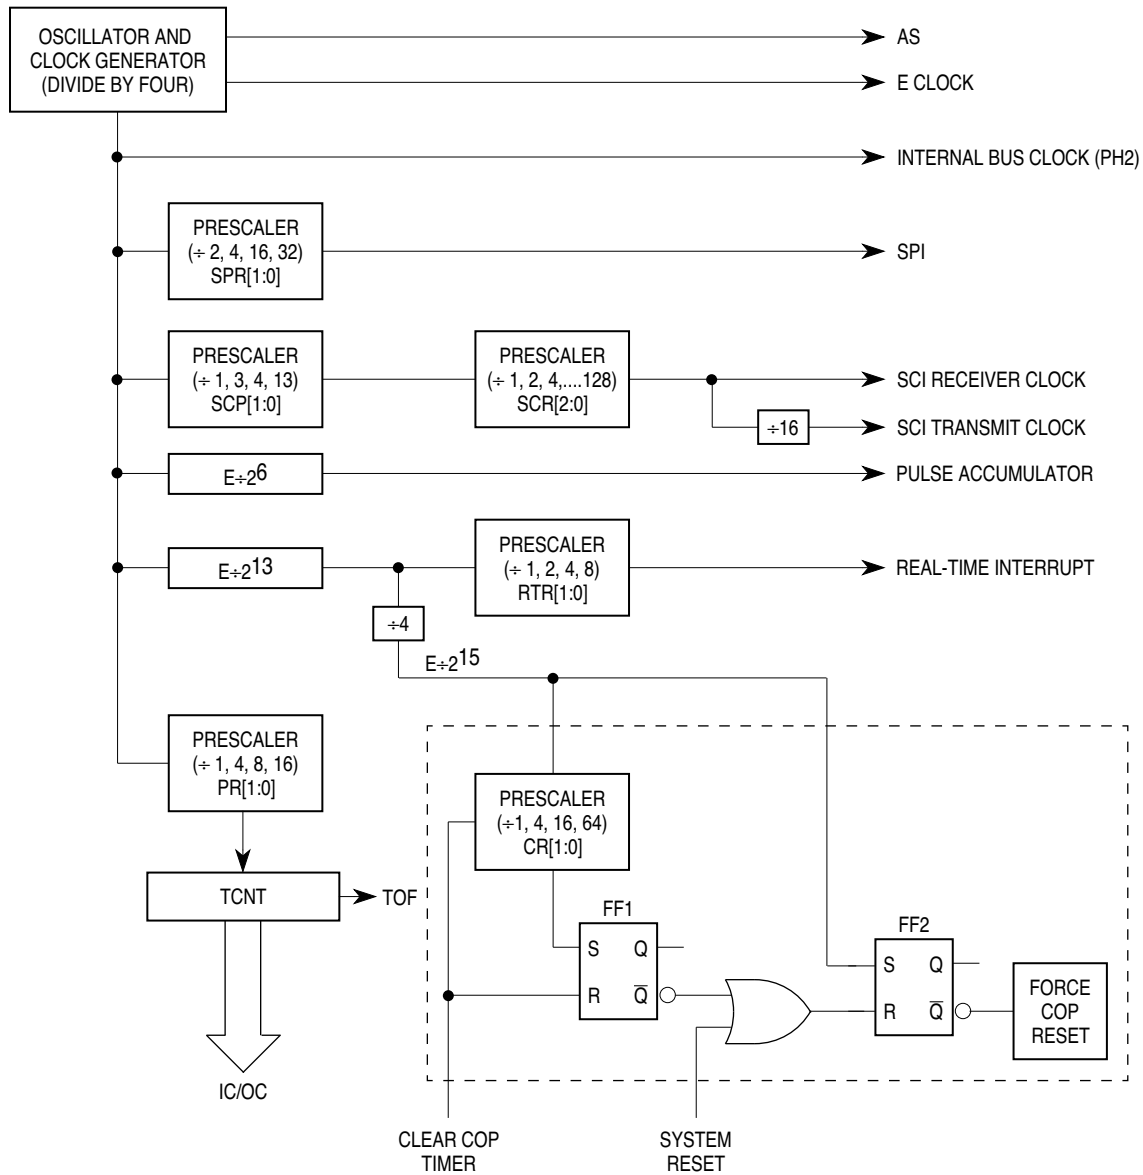 OSCILLATOR AND
CLOCK GENERATOR
(DIVIDE BY FOUR)
AS
E CLOCK
INTERNAL BUS CLOCK (PH2)
PRESCALER
(÷ 2, 4, 16, 32)
SPR[1:0]
SPI
PRESCALER
(÷ 1, 3, 4, 13)
SCP[1:0]
PRESCALER
(÷ 1, 2, 4,....128)
SCR[2:0]
SCI RECEIVER CLOCK
÷16
SCI TRANSMIT CLOCK
E÷2⁶
PULSE ACCUMULATOR
E÷2¹³
PRESCALER
(÷ 1, 2, 4, 8)
RTR[1:0]
REAL-TIME INTERRUPT
÷4
E÷2¹⁵
PRESCALER
(÷ 1, 4, 8, 16)
PR[1:0]
PRESCALER
(÷1, 4, 16, 64)
CR[1:0]
TCNT
TOF
FF1
S Q
R Q̅
FF2
S Q
R Q̅
FORCE
COP
RESET
IC/OC
CLEAR COP
TIMER
SYSTEM
RESET